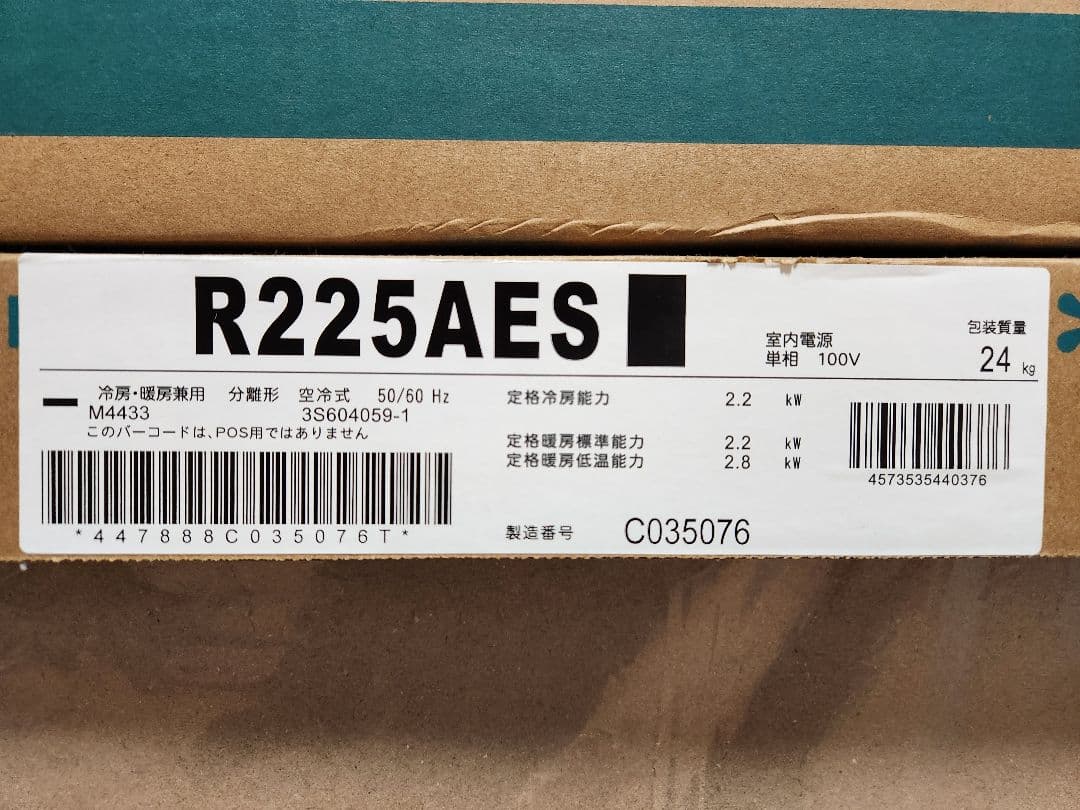 R225AES
室内電源
単相 100V
包装質量
24 kg
冷房・暖房兼用 分離形 空冷式 50/60 Hz
M4433 3S604059-1
このバーコードは、POS用ではありません
*447888C035076T*
定格冷房能力 2.2 kW
定格暖房標準能力 2.2 kW
定格暖房低温能力 2.8 kW
製造番号 C035076
4573535440376